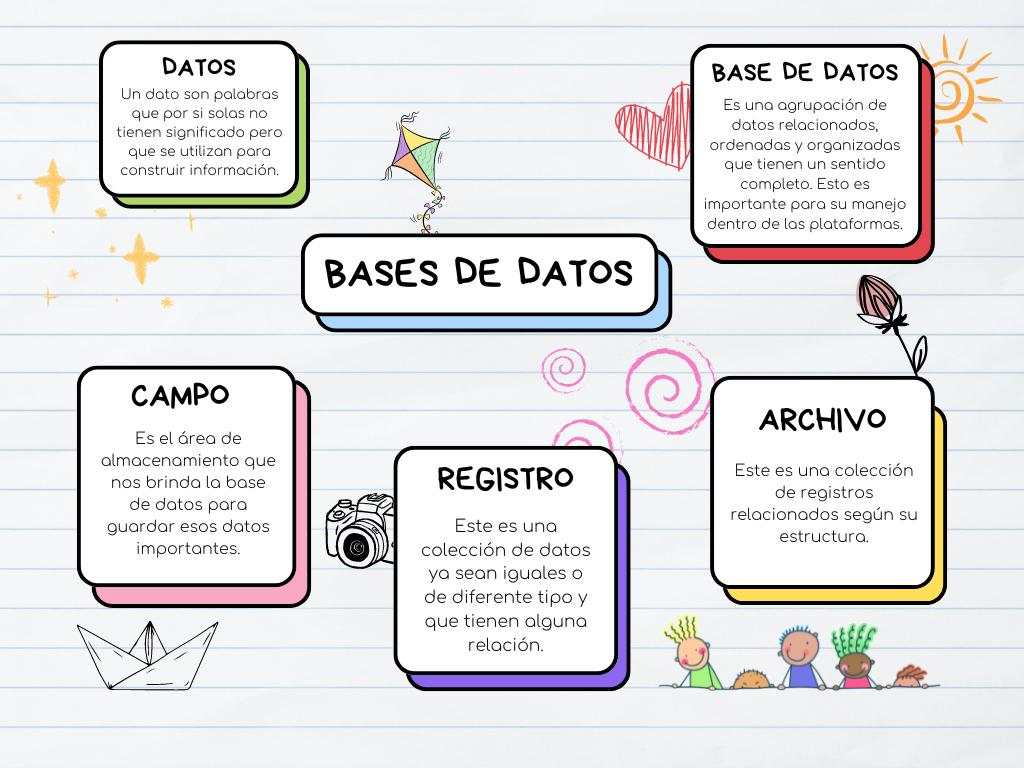 DATOS
Un dato son palabras
que por si solas no
tienen significado pero
que se utilizan para
construir información.
BASE DE DATOS
Es una agrupación de
datos relacionados,
ordenadas y organizadas
que tienen un sentido
completo. Esto es
importante para su manejo
dentro de las plataformas.
BASES DE DATOS
CAMPO
Es el área de
almacenamiento que
nos brinda la base
de datos para
guardar esos datos
importantes.
REGISTRO
Este es una
colección de datos
ya sean iguales o
de diferente tipo y
que tienen alguna
relación.
ARCHIVO
Este es una colección
de registros
relacionados según su
estructura.